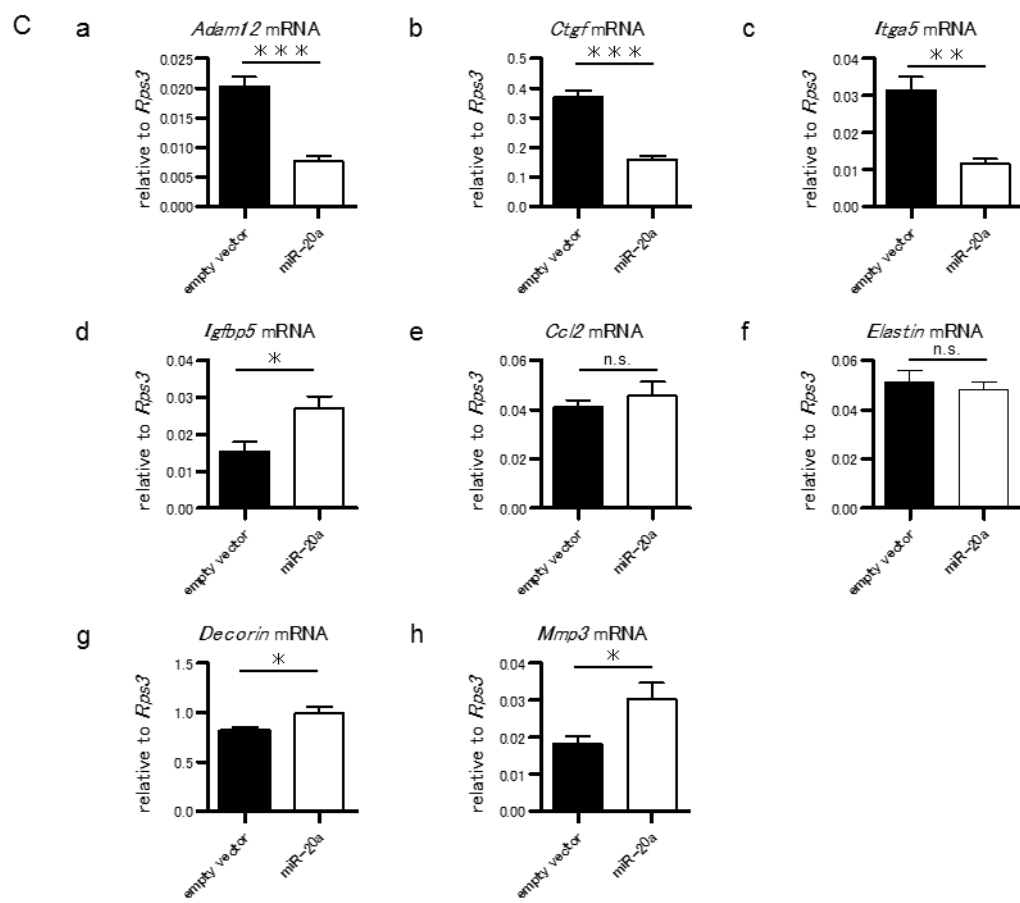 C
a
Adam12 mRNA
***
relative to Rps3
0.025
0.020
0.015
0.010
0.005
0.000
empty vector
miR-20a
b
Ctgf mRNA
***
relative to Rps3
0.5
0.4
0.3
0.2
0.1
0.0
empty vector
miR-20a
c
Itga5 mRNA
**
relative to Rps3
0.04
0.03
0.02
0.01
0.00
empty vector
miR-20a
d
Igfbp5 mRNA
*
relative to Rps3
0.04
0.03
0.02
0.01
0.00
empty vector
miR-20a
e
Ccl2 mRNA
n.s.
relative to Rps3
0.06
0.04
0.02
0.00
empty vector
miR-20a
f
Elastin mRNA
n.s.
relative to Rps3
0.06
0.04
0.02
0.00
empty vector
miR-20a
g
Decorin mRNA
*
relative to Rps3
1.5
1.0
0.5
0.0
empty vector
miR-20a
h
Mmp3 mRNA
*
relative to Rps3
0.04
0.03
0.02
0.01
0.00
empty vector
miR-20a